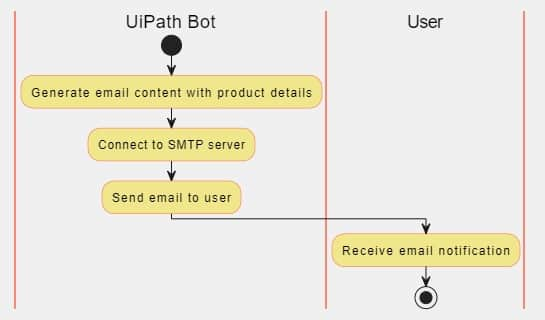 UiPath Bot
User
Generate email content with product details
Connect to SMTP server
Send email to user
Receive email notification